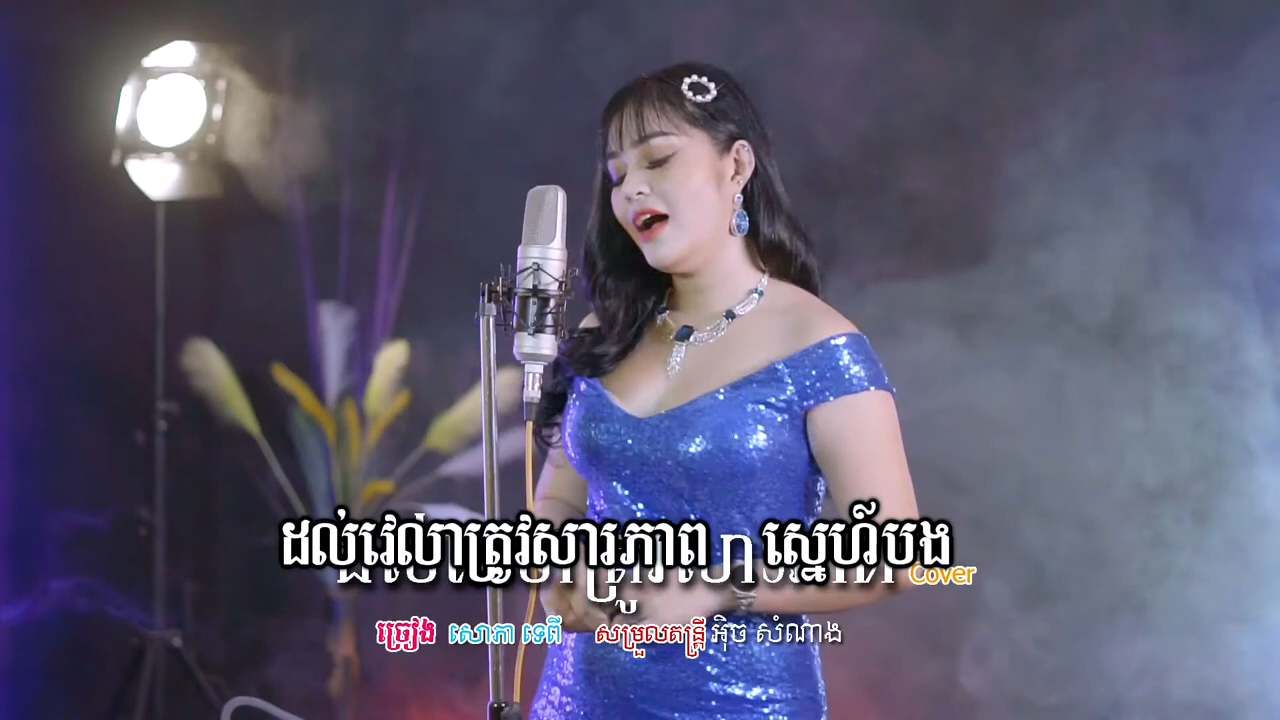 ដល់វេលាត្រូវសារភាព ស្នេហ៍បង
Cover
ច្រៀង សោភា ទេពី សម្រួលតន្ត្រី អ៊ិច សំណាង